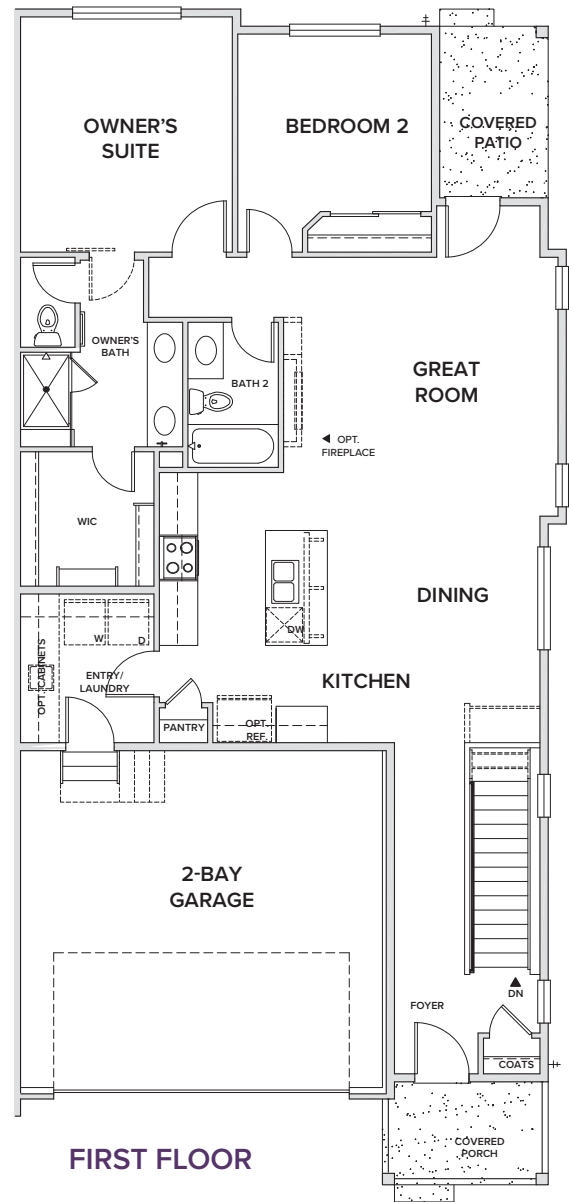 OWNER'S
SUITE
BEDROOM 2
COVERED
PATIO
OWNER'S
BATH
BATH 2
GREAT
ROOM
◀ OPT.
FIREPLACE
WIC
DINING
DW
KITCHEN
W
D
OPT. CABINETS
ENTRY/
LAUNDRY
PANTRY
OPT.
REF.
2-BAY
GARAGE
DN
FOYER
COATS
COVERED
PORCH
FIRST FLOOR